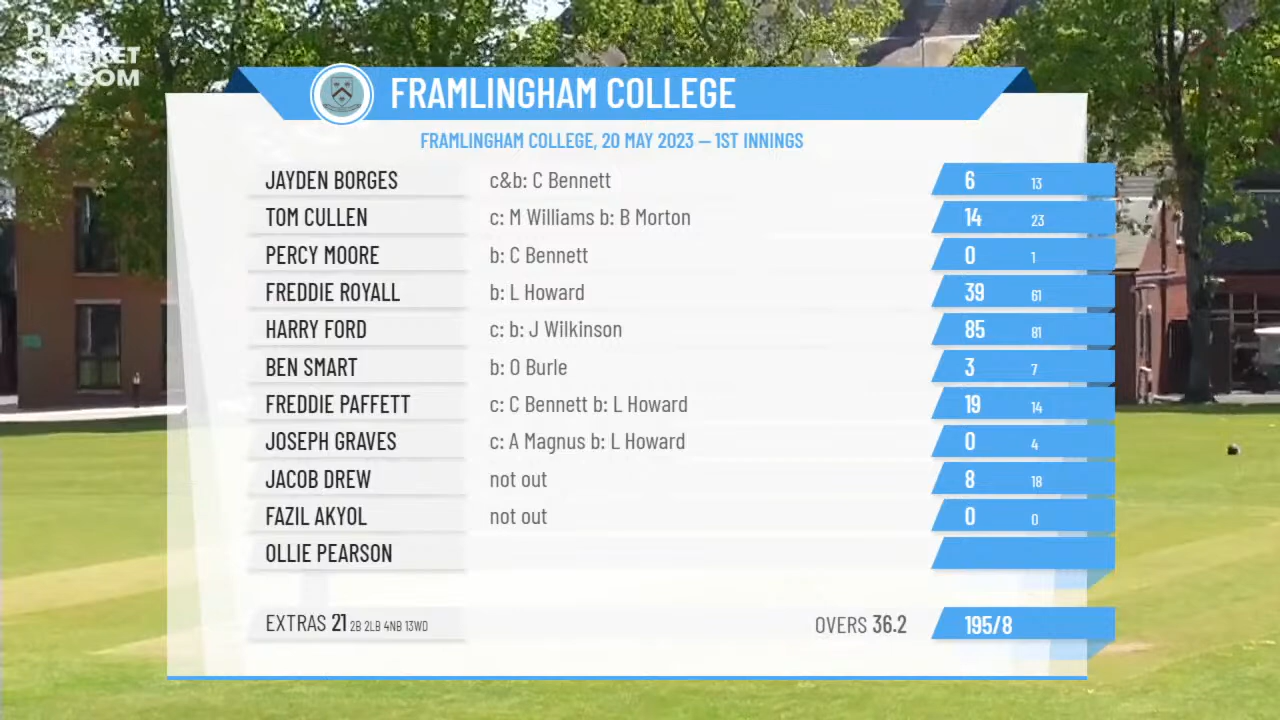 PLAY-
CRICKET
.COM
FRAMLINGHAM COLLEGE
FRAMLINGHAM COLLEGE, 20 MAY 2023 – 1ST INNINGS
JAYDEN BORGES c&b: C Bennett 6 13
TOM CULLEN c: M Williams b: B Morton 14 23
PERCY MOORE b: C Bennett 0 1
FREDDIE ROYALL b: L Howard 39 61
HARRY FORD c: b: J Wilkinson 85 81
BEN SMART b: O Burle 3 7
FREDDIE PAFFETT c: C Bennett b: L Howard 19 14
JOSEPH GRAVES c: A Magnus b: L Howard 0 4
JACOB DREW not out 8 18
FAZIL AKYOL not out 0 0
OLLIE PEARSON
EXTRAS 21 2B 2LB 4NB 13WD OVERS 36.2 195/8